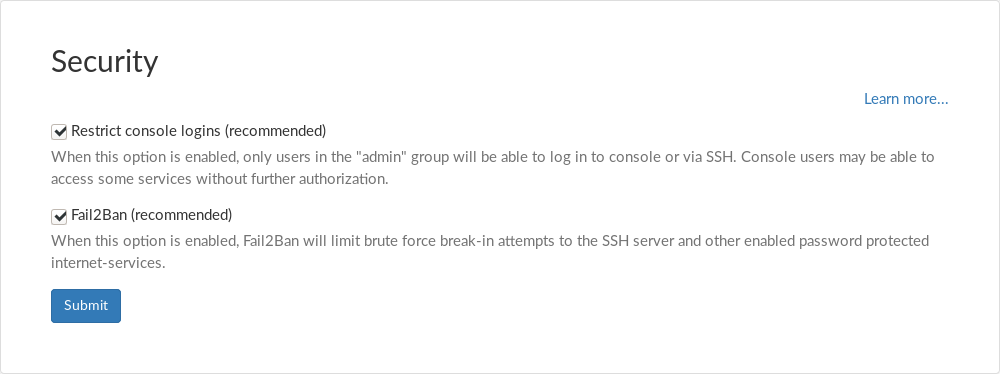 Security
Learn more...
Restrict console logins (recommended)
When this option is enabled, only users in the "admin" group will be able to log in to console or via SSH. Console users may be able to
access some services without further authorization.
Fail2Ban (recommended)
When this option is enabled, Fail2Ban will limit brute force break-in attempts to the SSH server and other enabled password protected
internet-services.
Submit